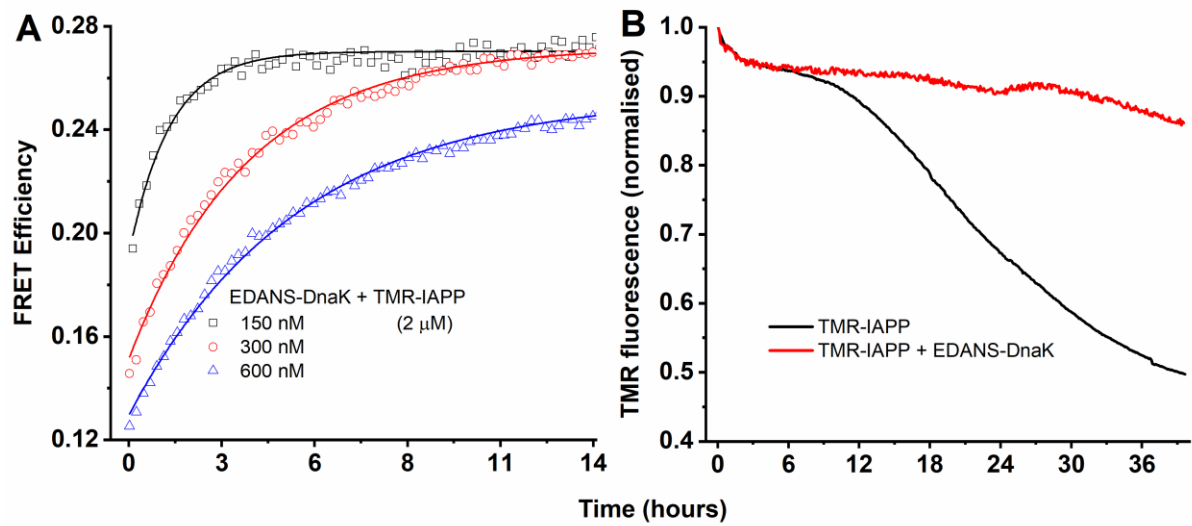 A
FRET Efficiency
0.28
0.24
0.20
0.16
0.12
EDANS-DnaK + TMR-IAPP
150 nM (2 μM)
300 nM
600 nM
0 3 6 8 11 14
B
TMR fluorescence (normalised)
1.0
0.9
0.8
0.7
0.6
0.5
0.4
TMR-IAPP
TMR-IAPP + EDANS-DnaK
0 6 12 18 24 30 36
Time (hours)